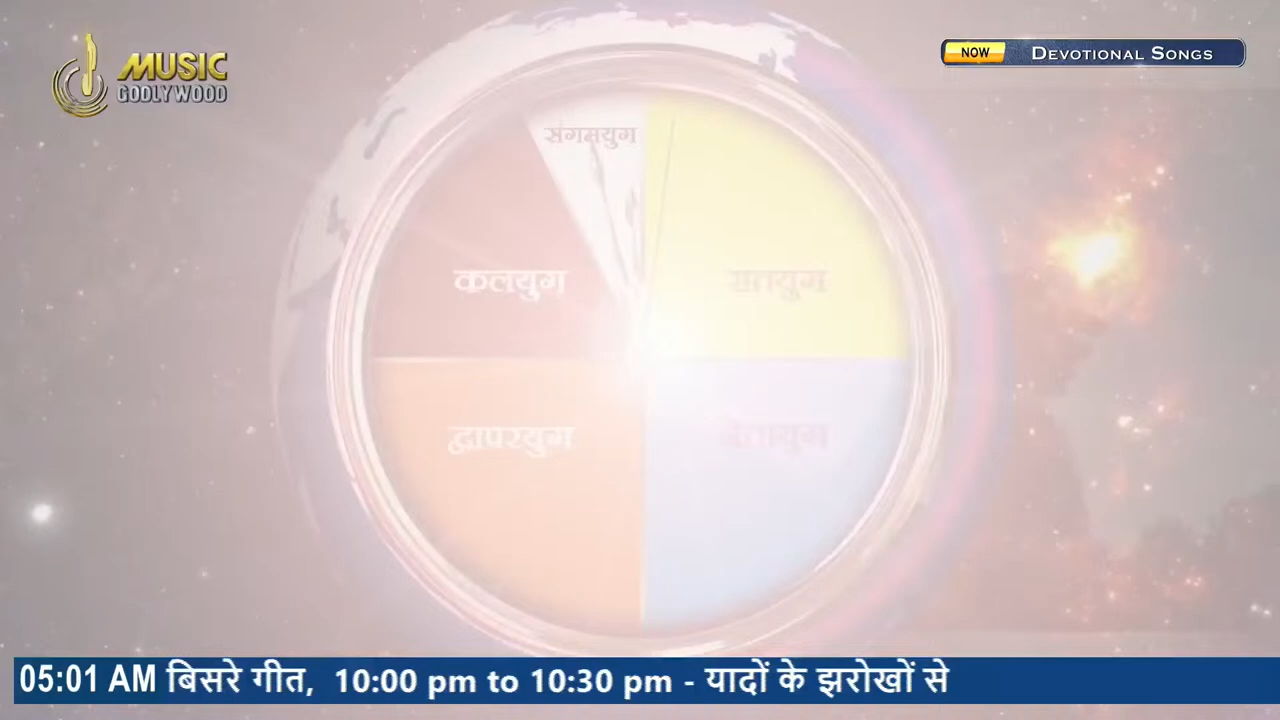 MUSIC
GODLYWOOD
NOW DEVOTIONAL SONGS
संगमयुग
कलयुग
सतयुग
द्वापरयुग
त्रेतायुग
05:01 AM बिसरे गीत, 10:00 pm to 10:30 pm - यादों के झरोखों से